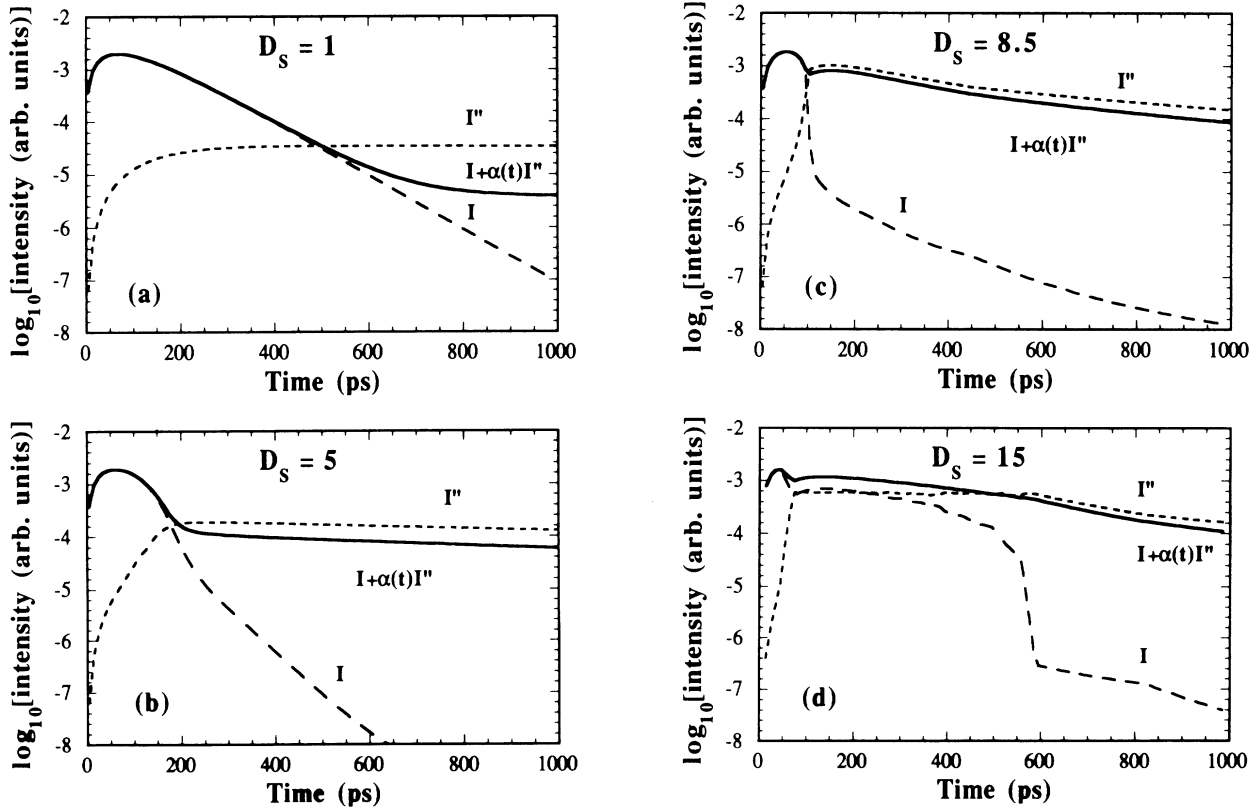 log10[intensity (arb. units)]
-2
-3
-4
-5
-6
-7
-8
Ds = 1
I"
I+α(t)I"
I
(a)
0 200 400 600 800 1000
Time (ps)
log10[intensity (arb. units)]
-2
-3
-4
-5
-6
-7
-8
Ds = 8.5
I"
I+α(t)I"
I
(c)
0 200 400 600 800 1000
Time (ps)
log10[intensity (arb. units)]
-2
-3
-4
-5
-6
-7
-8
Ds = 5
I"
I+α(t)I"
I
(b)
0 200 400 600 800 1000
Time (ps)
log10[intensity (arb. units)]
-2
-3
-4
-5
-6
-7
-8
Ds = 15
I"
I+α(t)I"
I
(d)
0 200 400 600 800 1000
Time (ps)